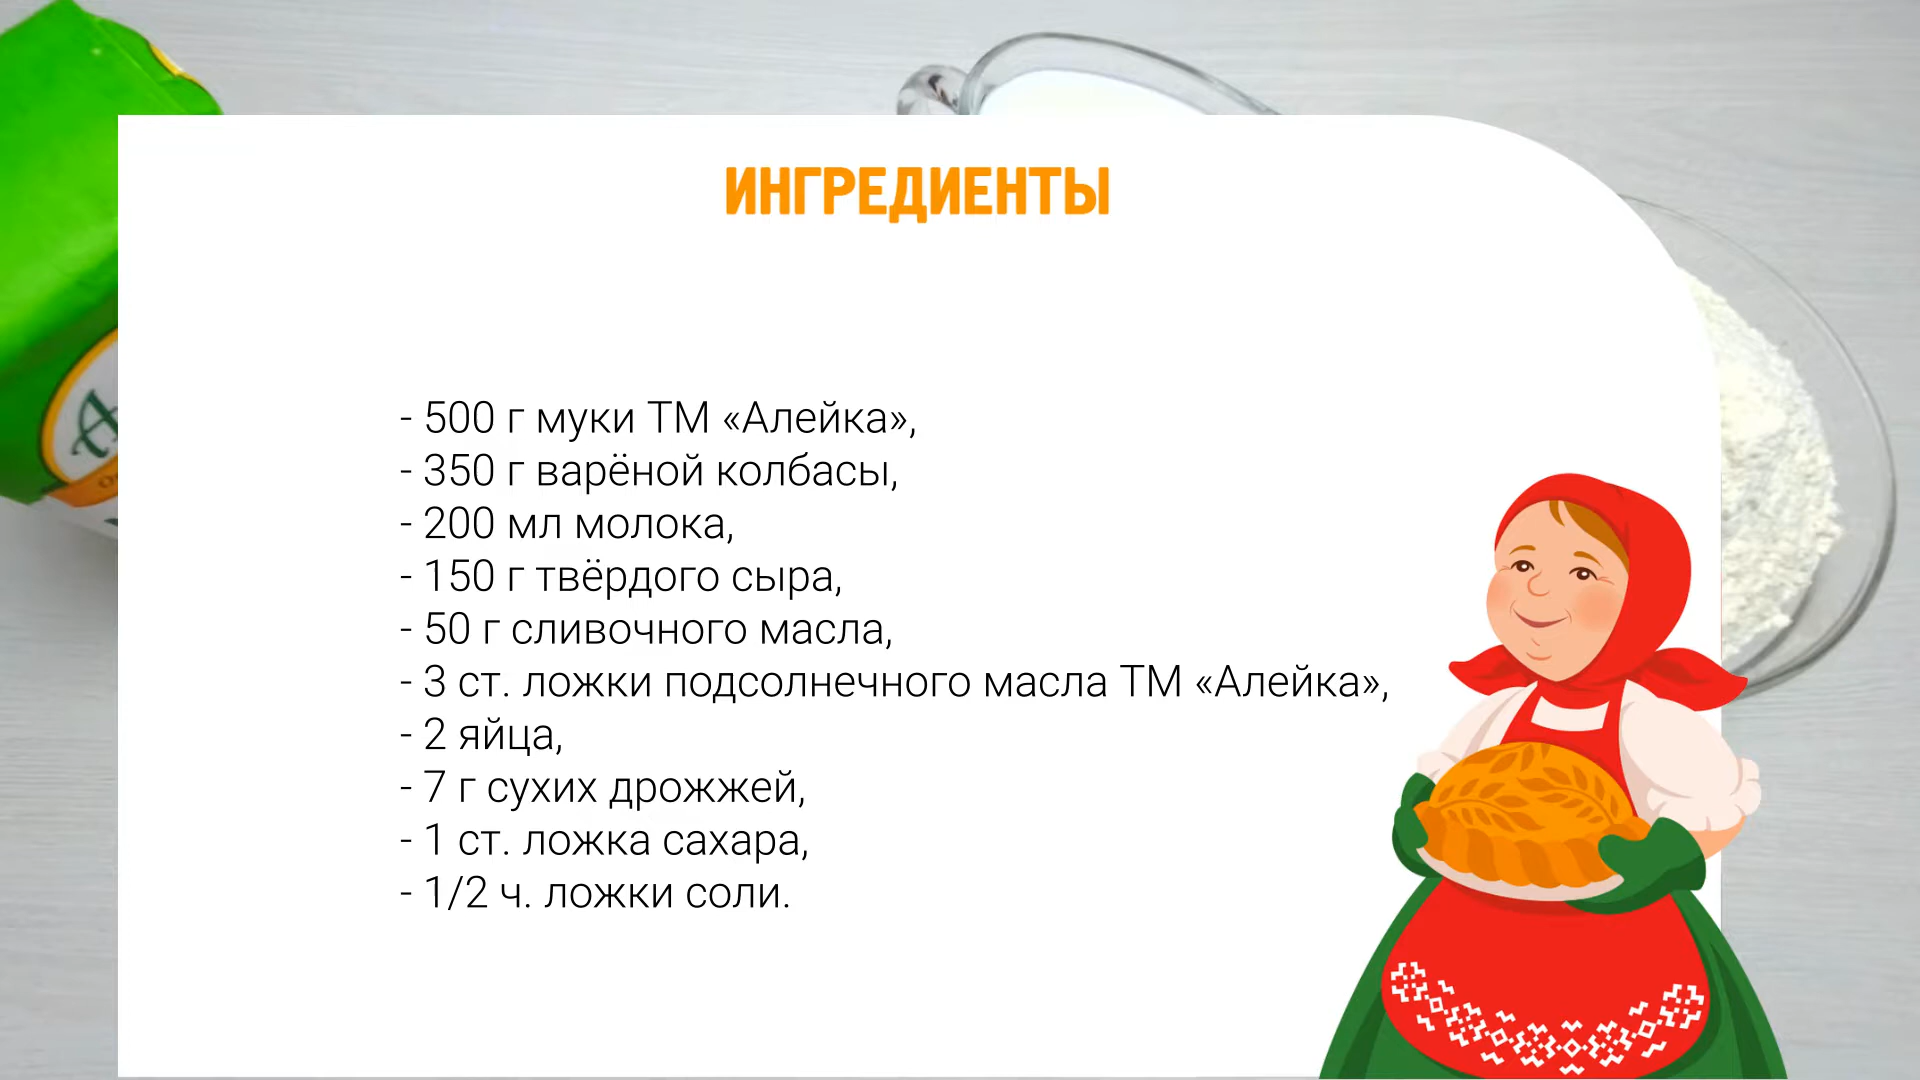 ИНГРЕДИЕНТЫ
- 500 г муки ТМ «Алейка»,
- 350 г варёной колбасы,
- 200 мл молока,
- 150 г твёрдого сыра,
- 50 г сливочного масла,
- 3 ст. ложки подсолнечного масла ТМ «Алейка»,
- 2 яйца,
- 7 г сухих дрожжей,
- 1 ст. ложка сахара,
- 1/2 ч. ложки соли.